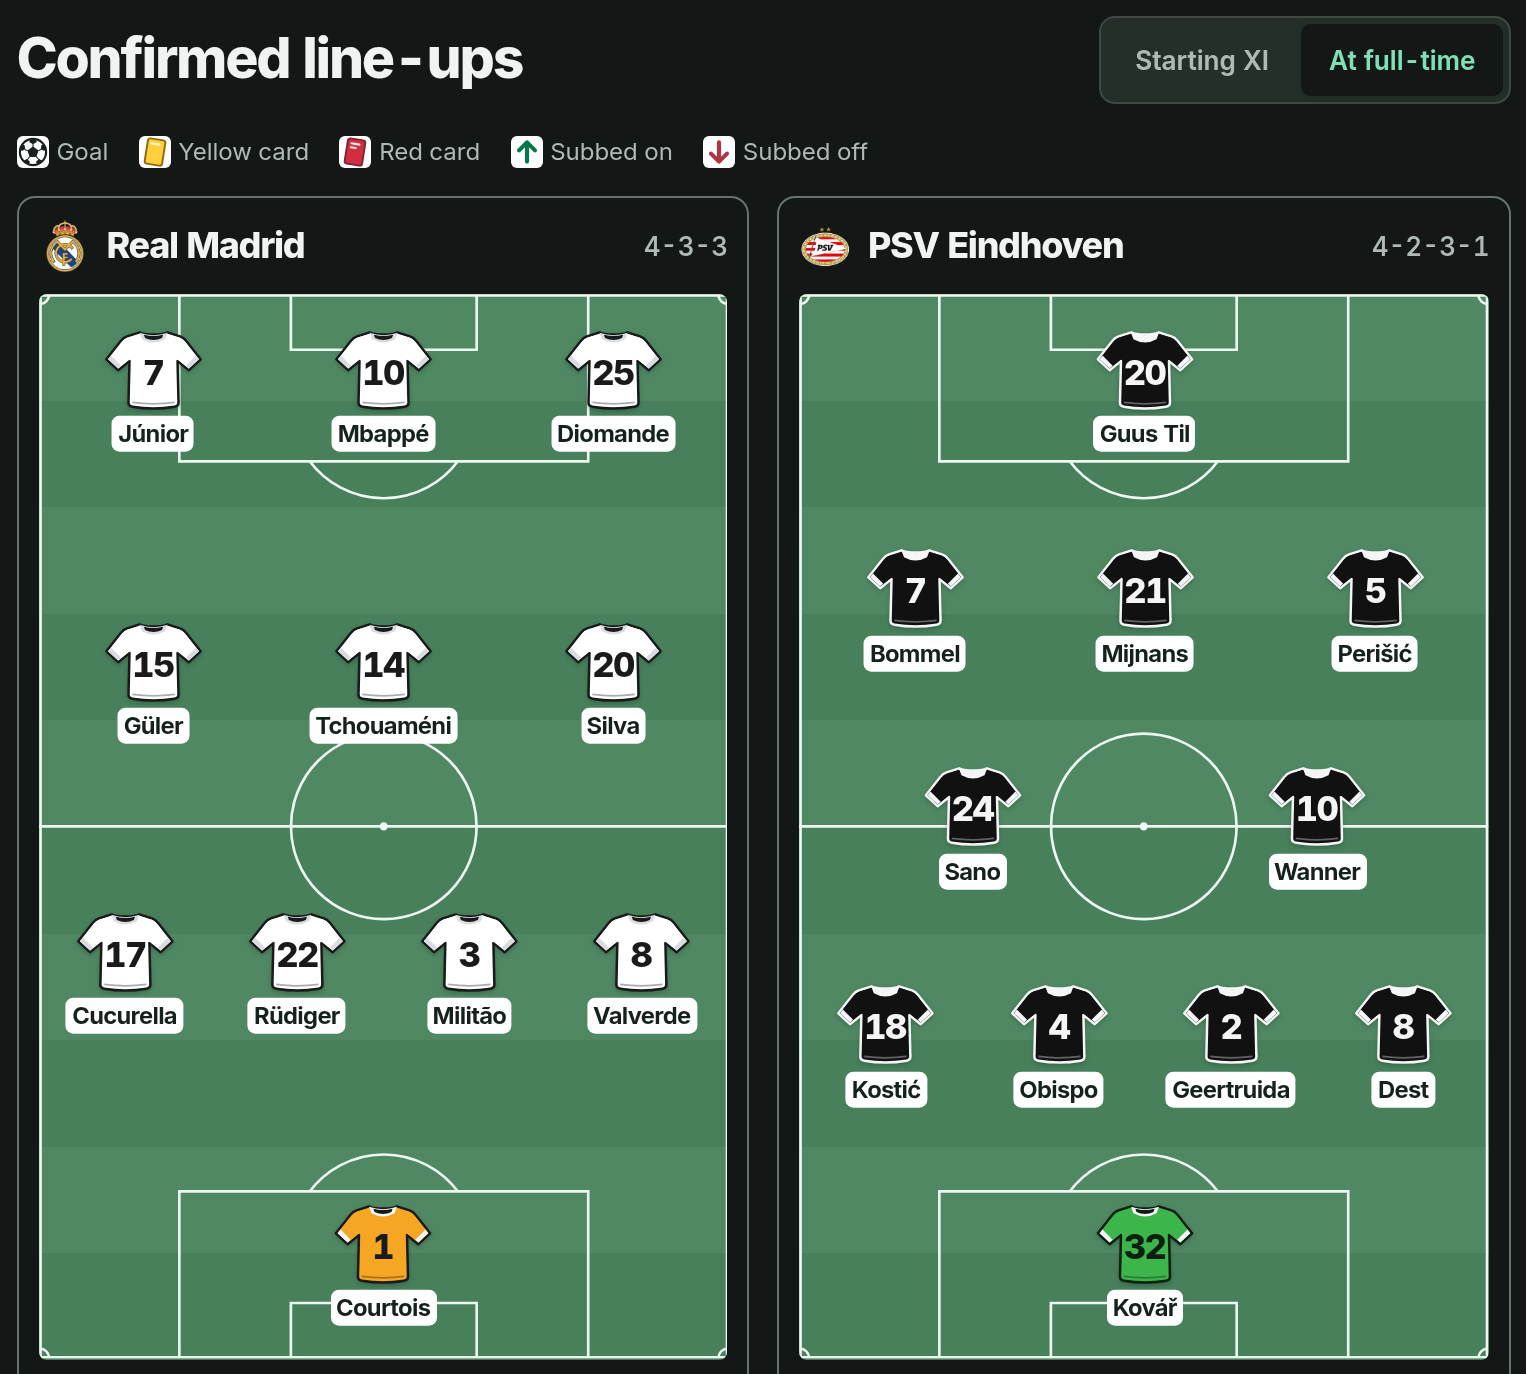 Confirmed line-ups
Starting XI
At full-time
Goal
Yellow card
Red card
Subbed on
Subbed off
Real Madrid
4-3-3
7
10
25
Júnior
Mbappé
Diomande
15
14
20
Güler
Tchouaméni
Silva
17
22
3
8
Cucurella
Rüdiger
Militão
Valverde
1
Courtois
PSV
PSV Eindhoven
4-2-3-1
20
Guus Til
7
21
5
Bommel
Mijnans
Perišić
24
10
Sano
Wanner
18
4
2
8
Kostić
Obispo
Geertruida
Dest
32
Kovář